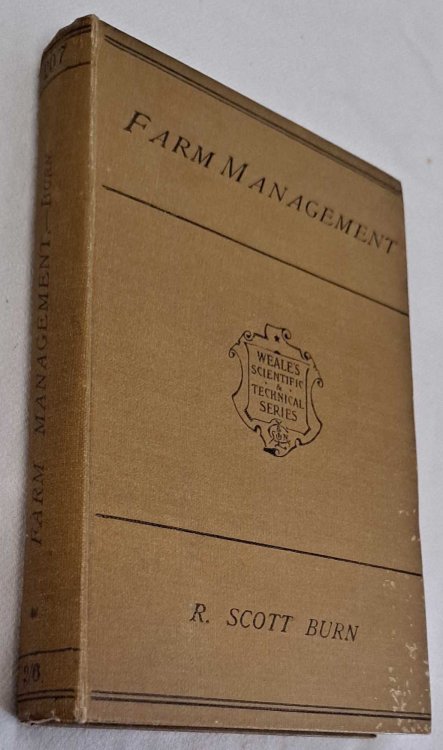 FARM MANAGEMENT
WEALE'S
SCIENTIFIC
&
TECHNICAL
SERIES
R. SCOTT BURN
207
FARM MANAGEMENT.—BURN
2/6